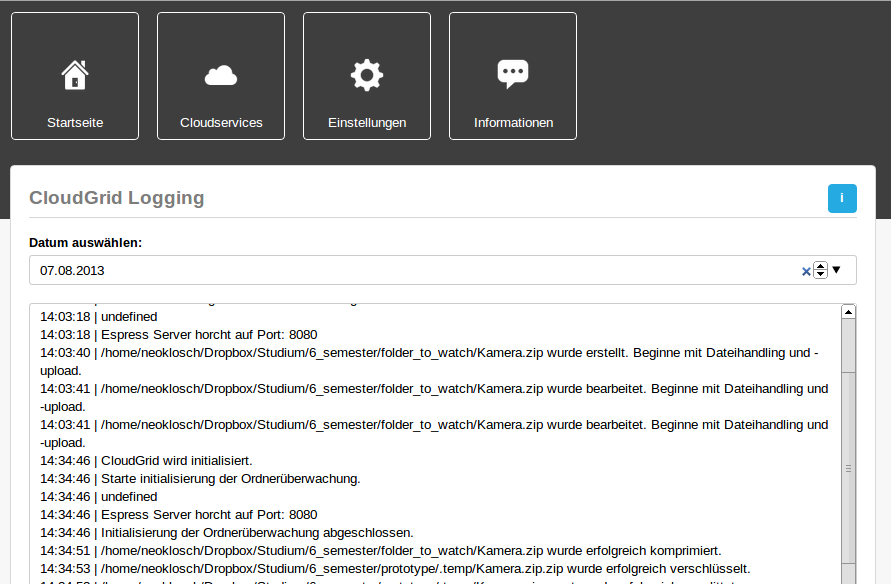 Startseite
Cloudservices
Einstellungen
Informationen
CloudGrid Logging
i
Datum auswählen:
07.08.2013
14:03:18 | undefined
14:03:18 | Espress Server horcht auf Port: 8080
14:03:40 | /home/neoklosch/Dropbox/Studium/6_semester/folder_to_watch/Kamera.zip wurde erstellt. Beginne mit Dateihandling und -
upload.
14:03:41 | /home/neoklosch/Dropbox/Studium/6_semester/folder_to_watch/Kamera.zip wurde bearbeitet. Beginne mit Dateihandling und
-upload.
14:03:41 | /home/neoklosch/Dropbox/Studium/6_semester/folder_to_watch/Kamera.zip wurde bearbeitet. Beginne mit Dateihandling und
-upload.
14:34:46 | CloudGrid wird initialisiert.
14:34:46 | Starte initialisierung der Ordnerüberwachung.
14:34:46 | undefined
14:34:46 | Espress Server horcht auf Port: 8080
14:34:46 | Initialisierung der Ordnerüberwachung abgeschlossen.
14:34:51 | /home/neoklosch/Dropbox/Studium/6_semester/folder_to_watch/Kamera.zip wurde erfolgreich komprimiert.
14:34:53 | /home/neoklosch/Dropbox/Studium/6_semester/prototype/.temp/Kamera.zip.zip wurde erfolgreich verschlüsselt.